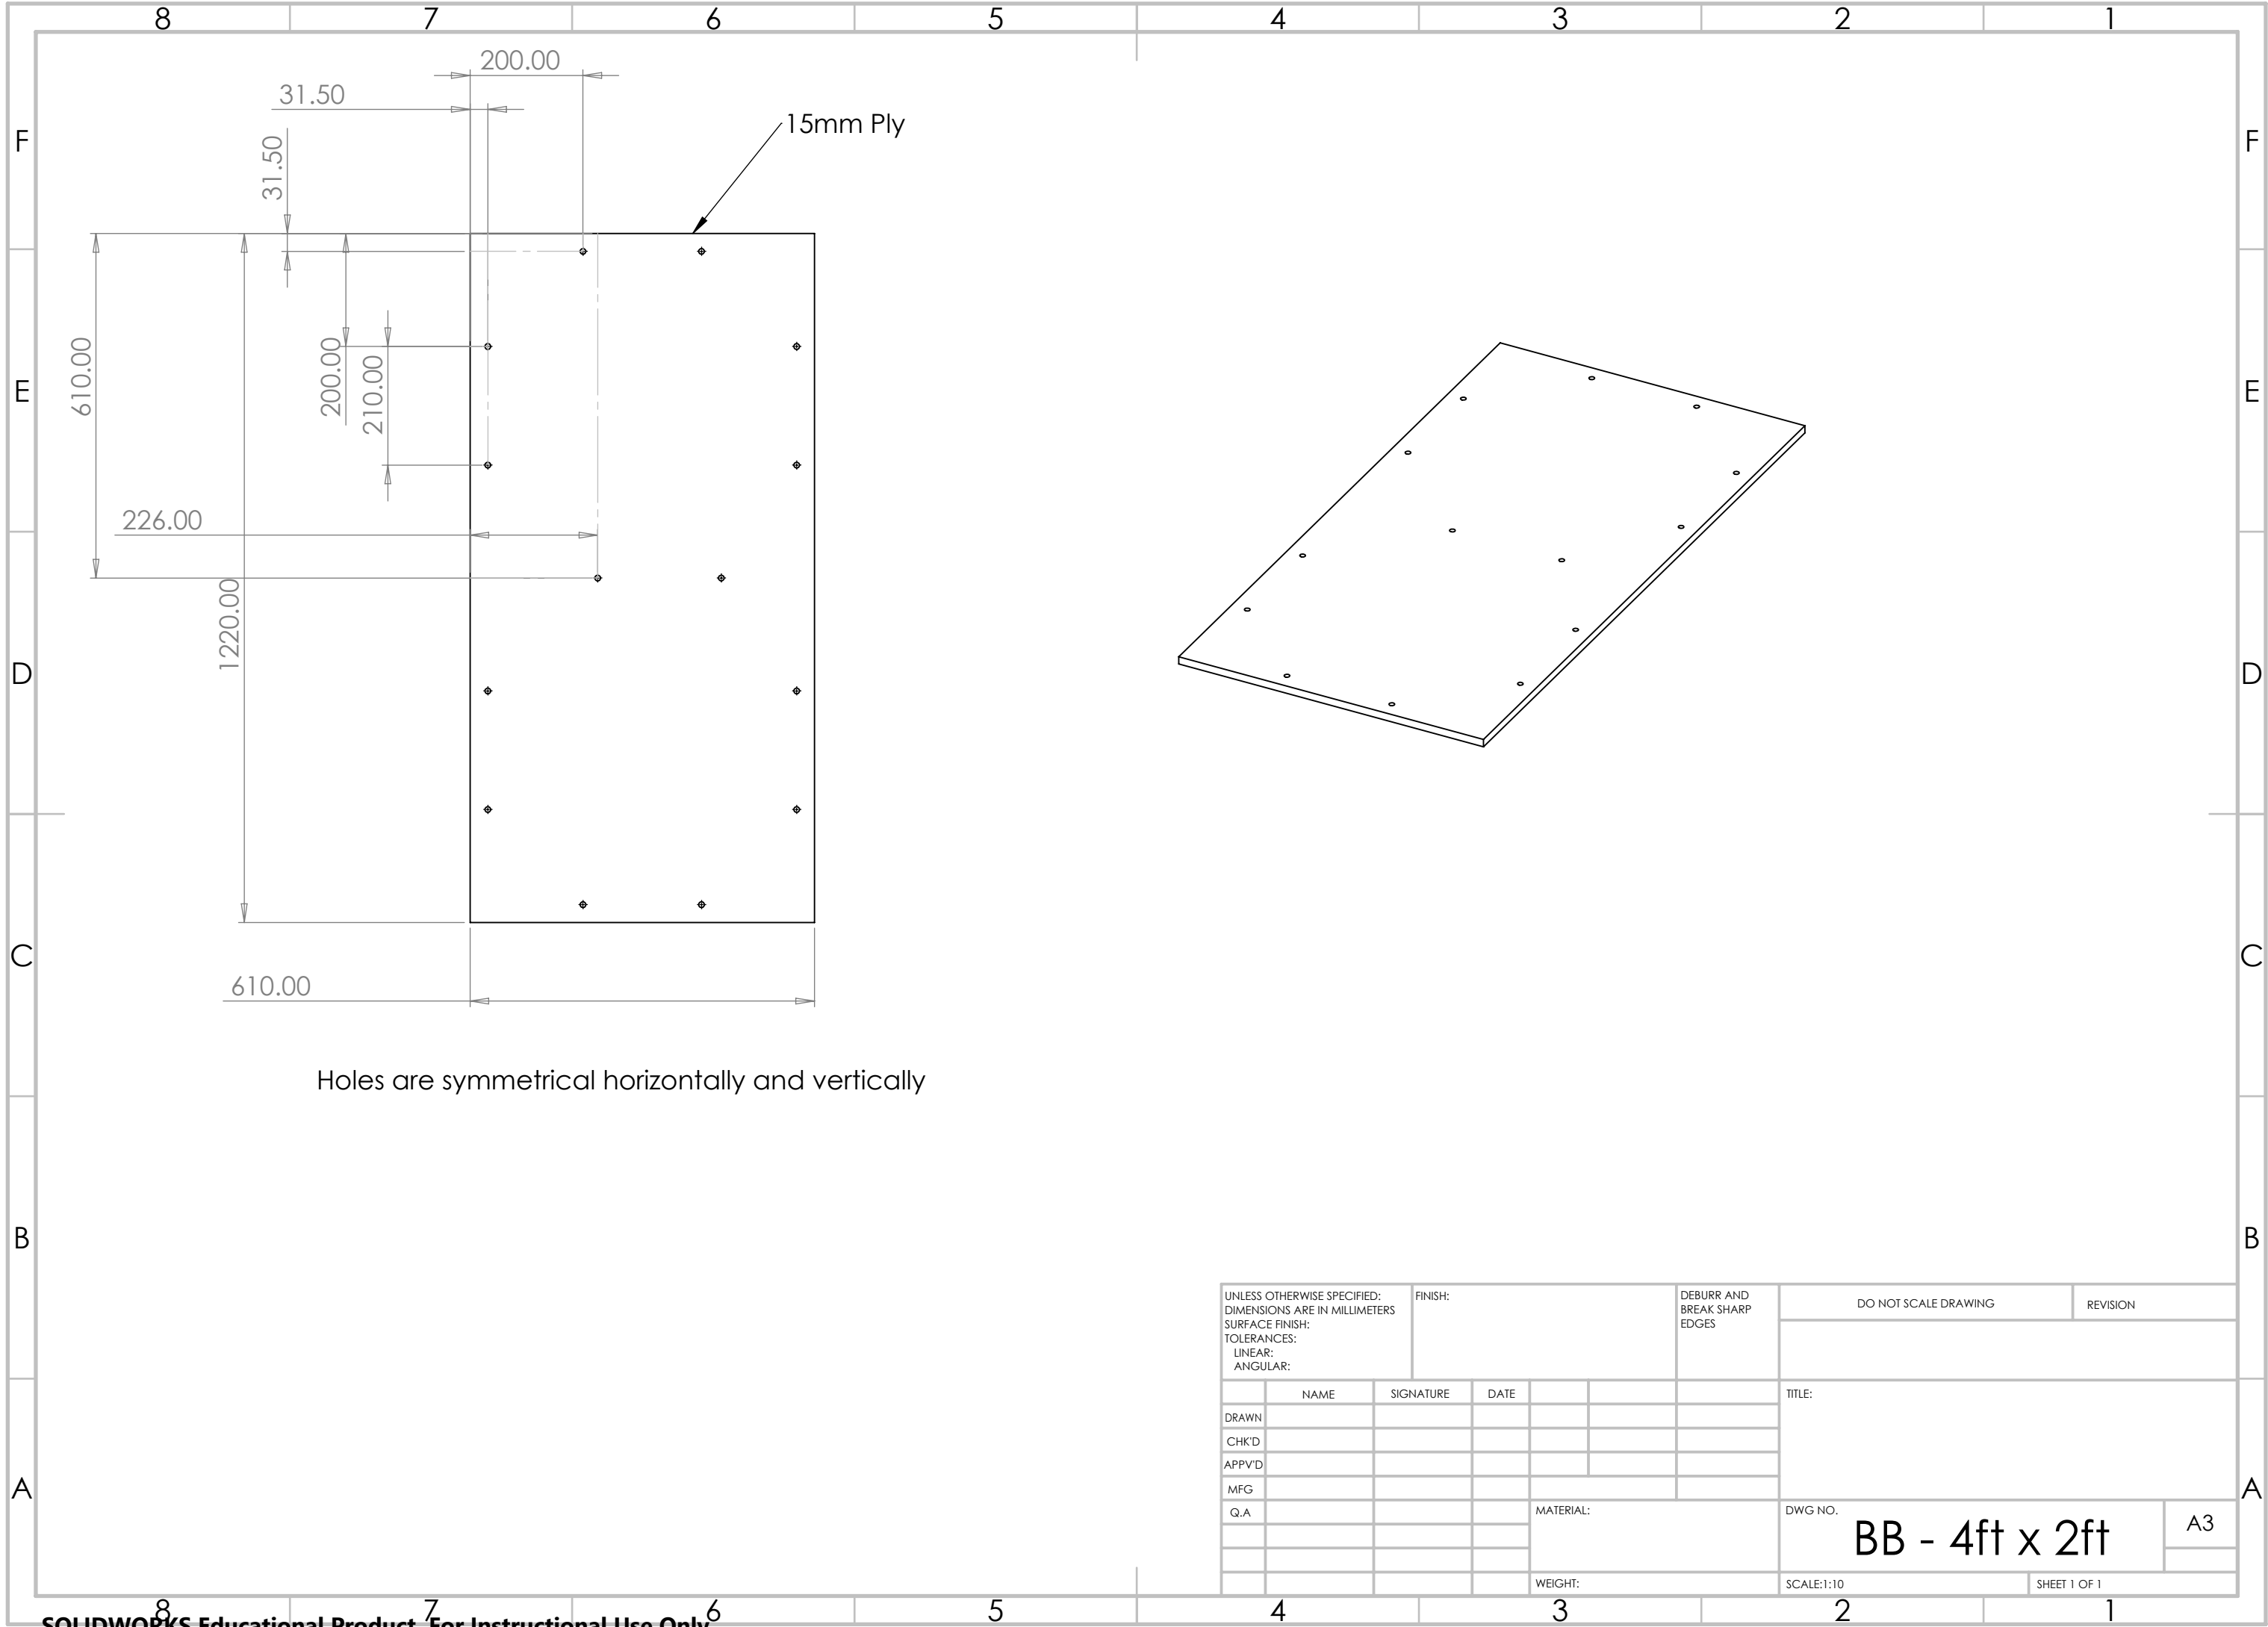 8 7 6 5 4 3 2 1
F F
E E
D D
C C
B B
A A
200.00
31.50
31.50
15mm Ply
610.00
200.00
210.00
226.00
1220.00
610.00
Holes are symmetrical horizontally and vertically
UNLESS OTHERWISE SPECIFIED:
DIMENSIONS ARE IN MILLIMETERS
SURFACE FINISH:
TOLERANCES:
LINEAR:
ANGULAR:
FINISH:
DEBURR AND
BREAK SHARP
EDGES
DO NOT SCALE DRAWING
REVISION
NAME SIGNATURE DATE
DRAWN
CHK'D
APPV'D
MFG
Q.A
TITLE:
MATERIAL:
DWG NO.
BB - 4ft x 2ft
A3
WEIGHT:
SCALE:1:10
SHEET 1 OF 1
8 7 6 5 4 3 2 1
SOLIDWORKS Educational Product. For Instructional Use Only.